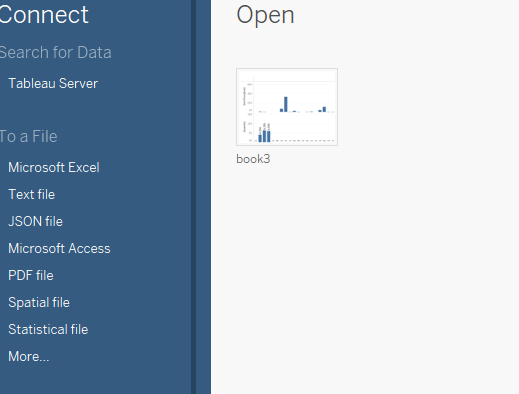 Connect
Search for Data
Tableau Server
To a File
Microsoft Excel
Text file
JSON file
Microsoft Access
PDF file
Spatial file
Statistical file
More...
Open
book3